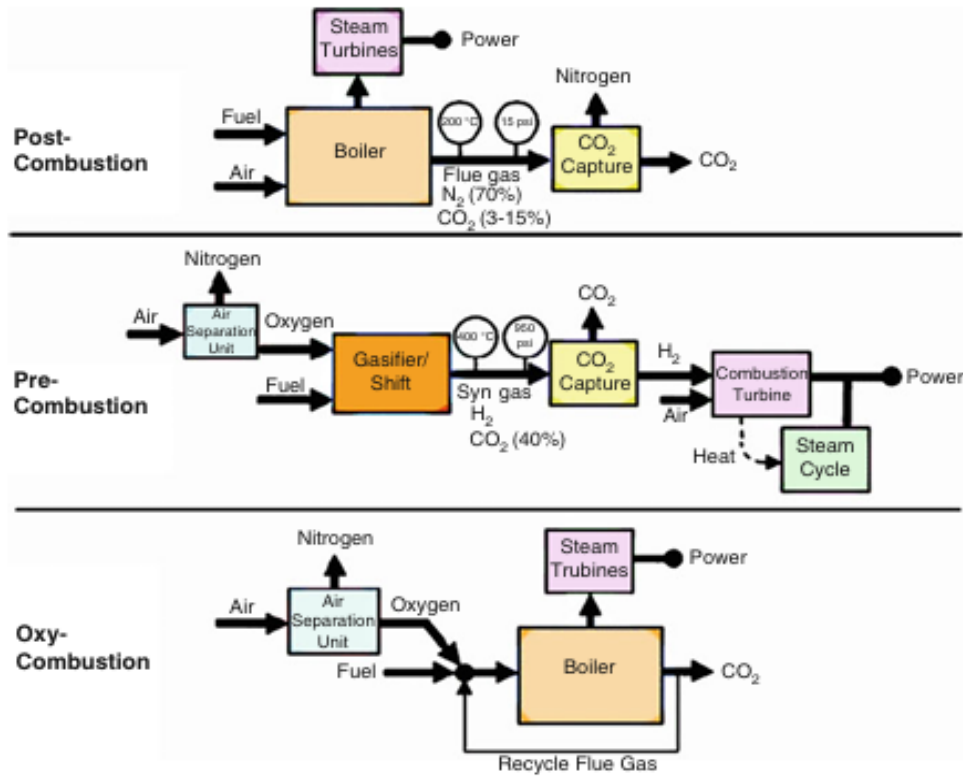 Steam
Turbines
Power
Post-
Combustion
Fuel
Air
Boiler
200 °C
15 psi
Flue gas
N₂ (70%)
CO₂ (3-15%)
Nitrogen
CO₂
Capture
CO₂
Pre-
Combustion
Nitrogen
Air
Air
Separation
Unit
Oxygen
Fuel
Gasifier/
Shift
400 °C
950
psi
Syn gas
H₂
CO₂ (40%)
CO₂
CO₂
Capture
H₂
Air
Combustion
Turbine
Power
Heat
Steam
Cycle
Oxy-
Combustion
Nitrogen
Air
Air
Separation
Unit
Oxygen
Fuel
Steam
Trubines
Power
Boiler
CO₂
Recycle Flue Gas